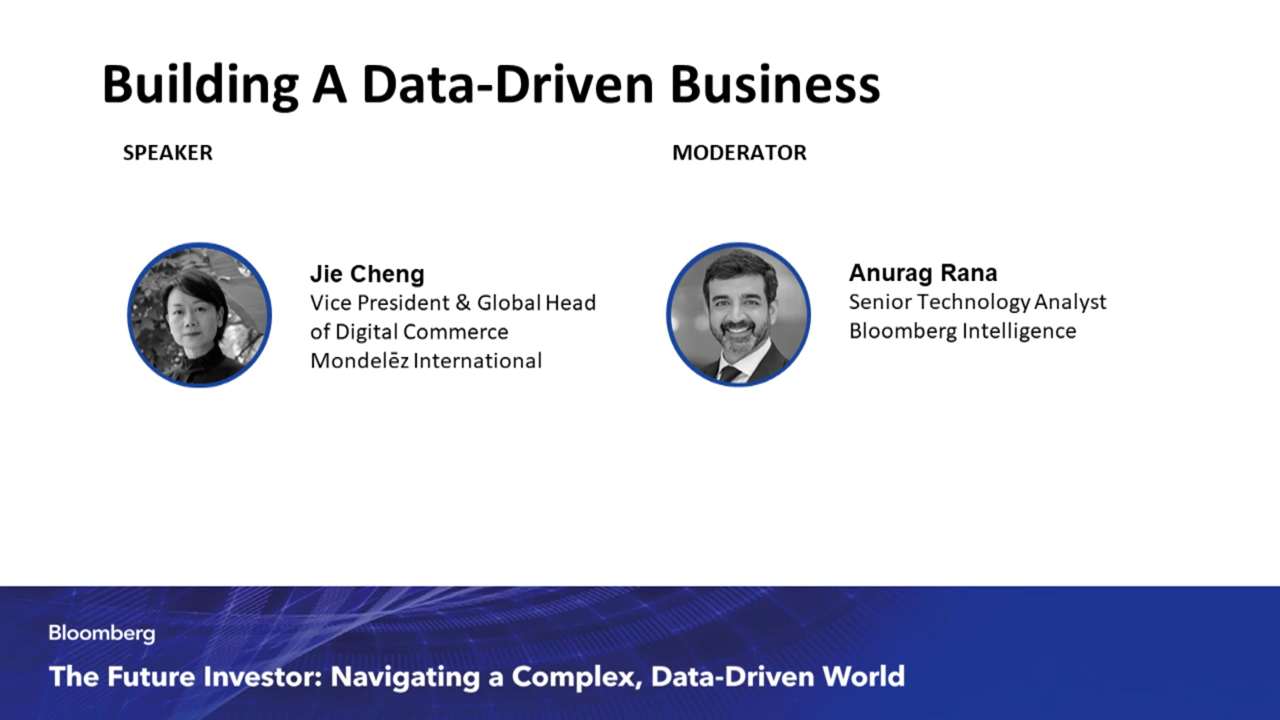 Building A Data-Driven Business
SPEAKER
MODERATOR
Jie Cheng
Vice President & Global Head
of Digital Commerce
Mondelēz International
Anurag Rana
Senior Technology Analyst
Bloomberg Intelligence
Bloomberg
The Future Investor: Navigating a Complex, Data-Driven World